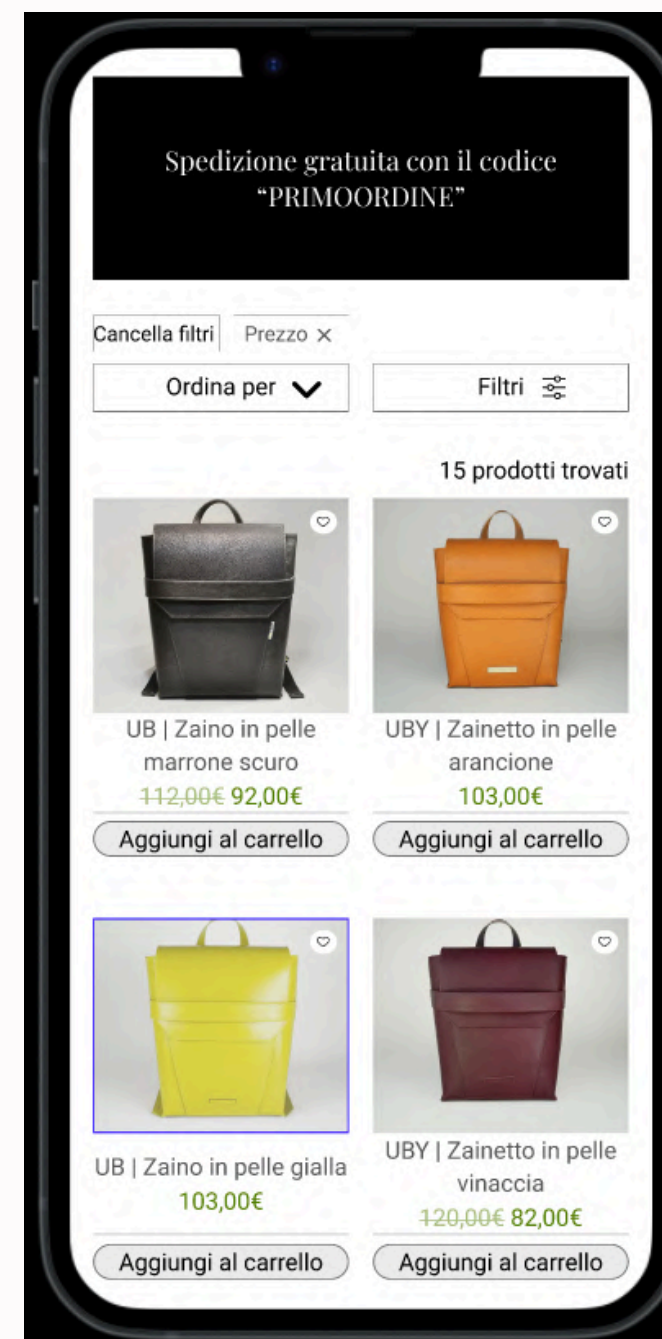 Spedizione gratuita con il codice
“PRIMOORDINE”
Cancella filtri
Prezzo ×
Ordina per
Filtri
15 prodotti trovati
UB | Zaino in pelle
marrone scuro
112,00€ 92,00€
Aggiungi al carrello
UBY | Zainetto in pelle
arancione
103,00€
Aggiungi al carrello
UB | Zaino in pelle gialla
103,00€
Aggiungi al carrello
UBY | Zainetto in pelle
vinaccia
120,00€ 82,00€
Aggiungi al carrello